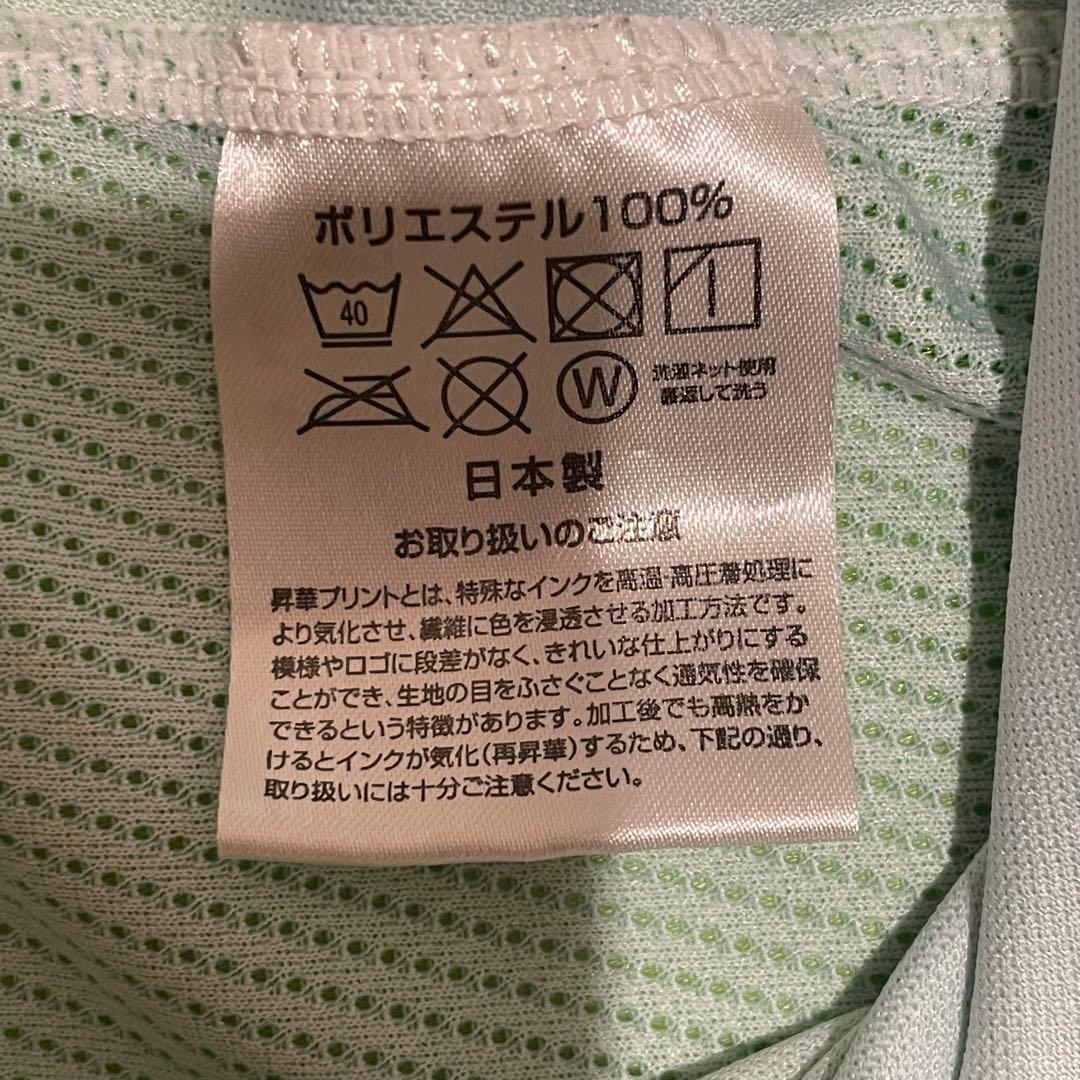 ポリエステル100%
40
W
洗濯ネット使用
裏返して洗う
日本製
お取り扱いのご注意
昇華プリントとは、特殊なインクを高温・高圧着処理に
より気化させ、繊維に色を浸透させる加工方法です。
模様やロゴに段差がなく、きれいな仕上がりにする
ことができ、生地の目をふさぐことなく通気性を確保
できるという特徴があります。加工後でも高熱をか
けるとインクが気化(再昇華)するため、下記の通り、
取り扱いには十分ご注意ください。